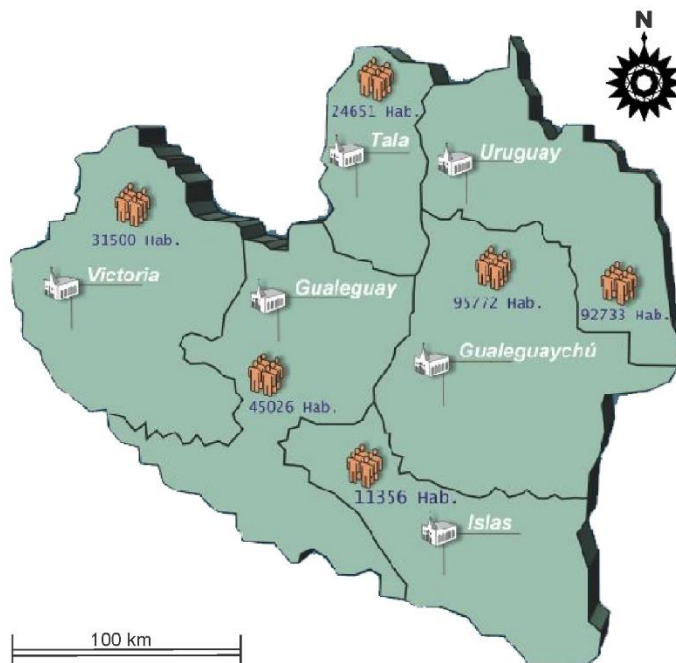 N
24651 Hab.
Tala
Uruguay
31500 Hab.
Victoria
Gualeguay
95772 Hab.
92733 Hab.
Gualeguaychú
45026 Hab.
11356 Hab.
Islas
100 km